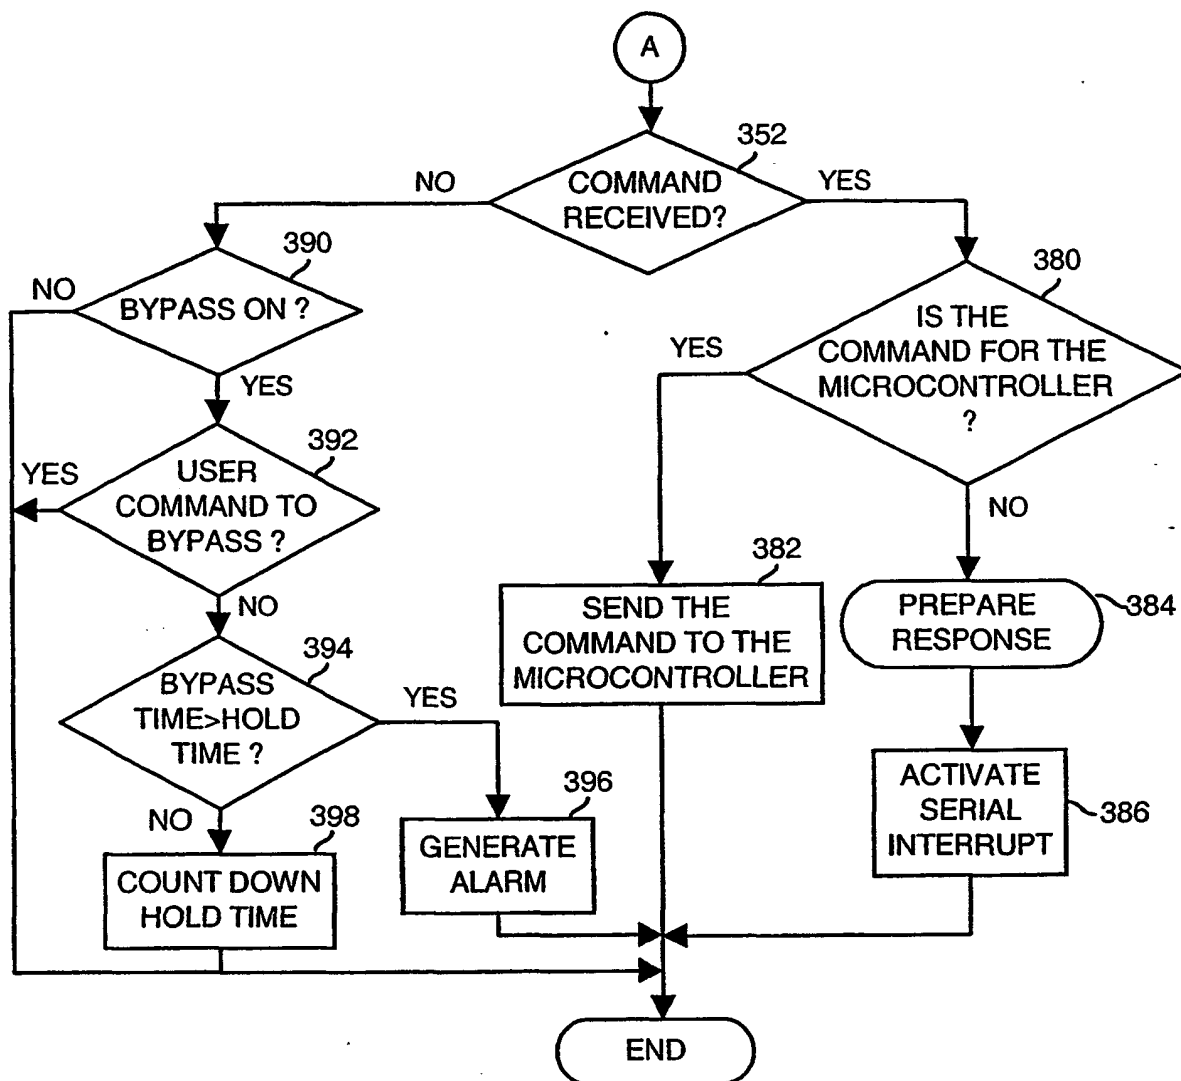 A
352
NO
COMMAND
RECEIVED?
YES
390
NO
BYPASS ON ?
YES
380
IS THE
COMMAND FOR THE
MICROCONTROLLER
?
YES
NO
392
YES
USER
COMMAND TO
BYPASS ?
NO
382
SEND THE
COMMAND TO THE
MICROCONTROLLER
PREPARE
RESPONSE
384
394
BYPASS
TIME>HOLD
TIME ?
YES
NO
396
GENERATE
ALARM
398
COUNT DOWN
HOLD TIME
ACTIVATE
SERIAL
INTERRUPT
386
END